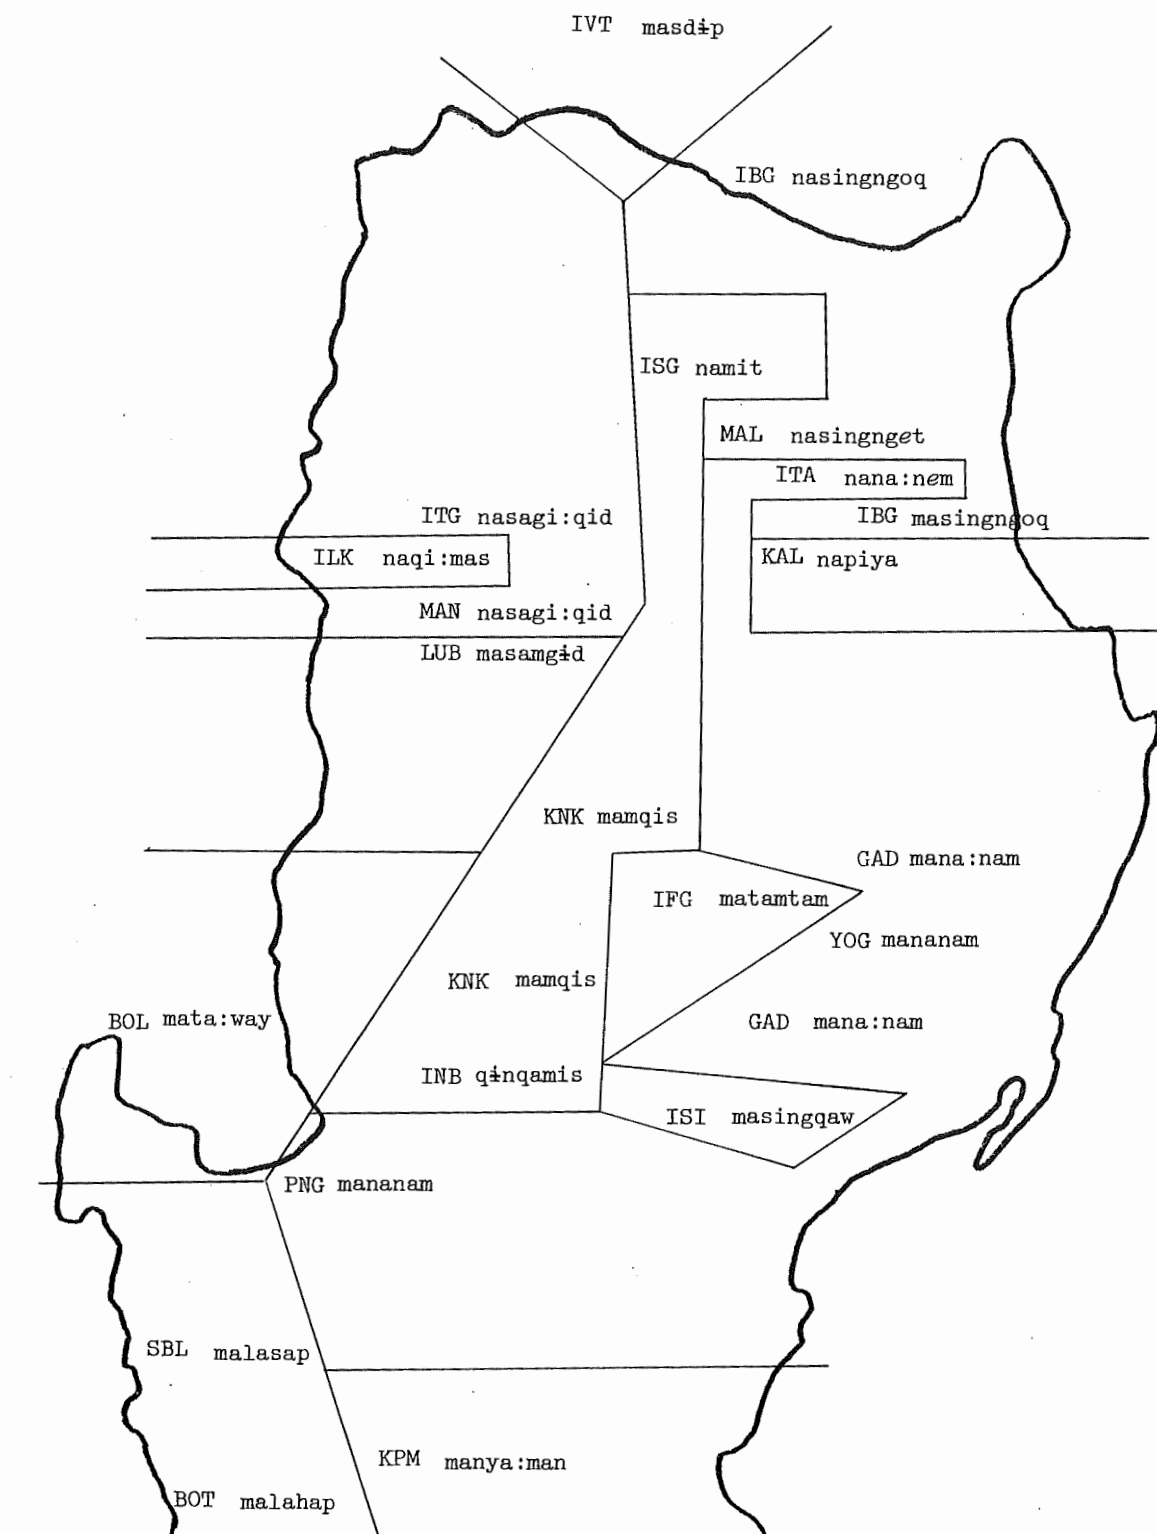 IVT masdɨp
IBG nasingngoq
ISG namit
MAL nasingnget
ITA nana:nem
ITG nasagi:qid
IBG masingngoq
ILK naqi:mas
KAL napiya
MAN nasagi:qid
LUB masamgɨd
KNK mamqis
GAD mana:nam
IFG matamtam
YOG mananam
KNK mamqis
BOL mata:way
GAD mana:nam
INB qɨnqamis
ISI masingqaw
PNG mananam
SBL malasap
KPM manya:man
BOT malahap